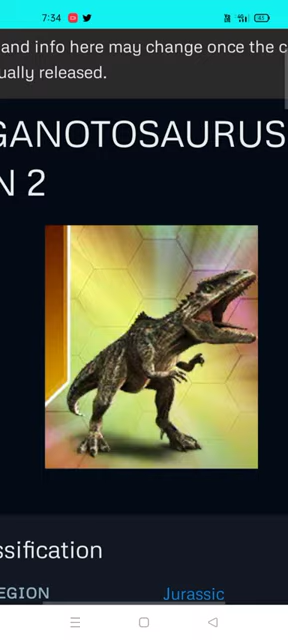 7:34
and info here may change once the c
ually released.
GANOTOSAURUS
N 2
ssification
EGION Jurassic